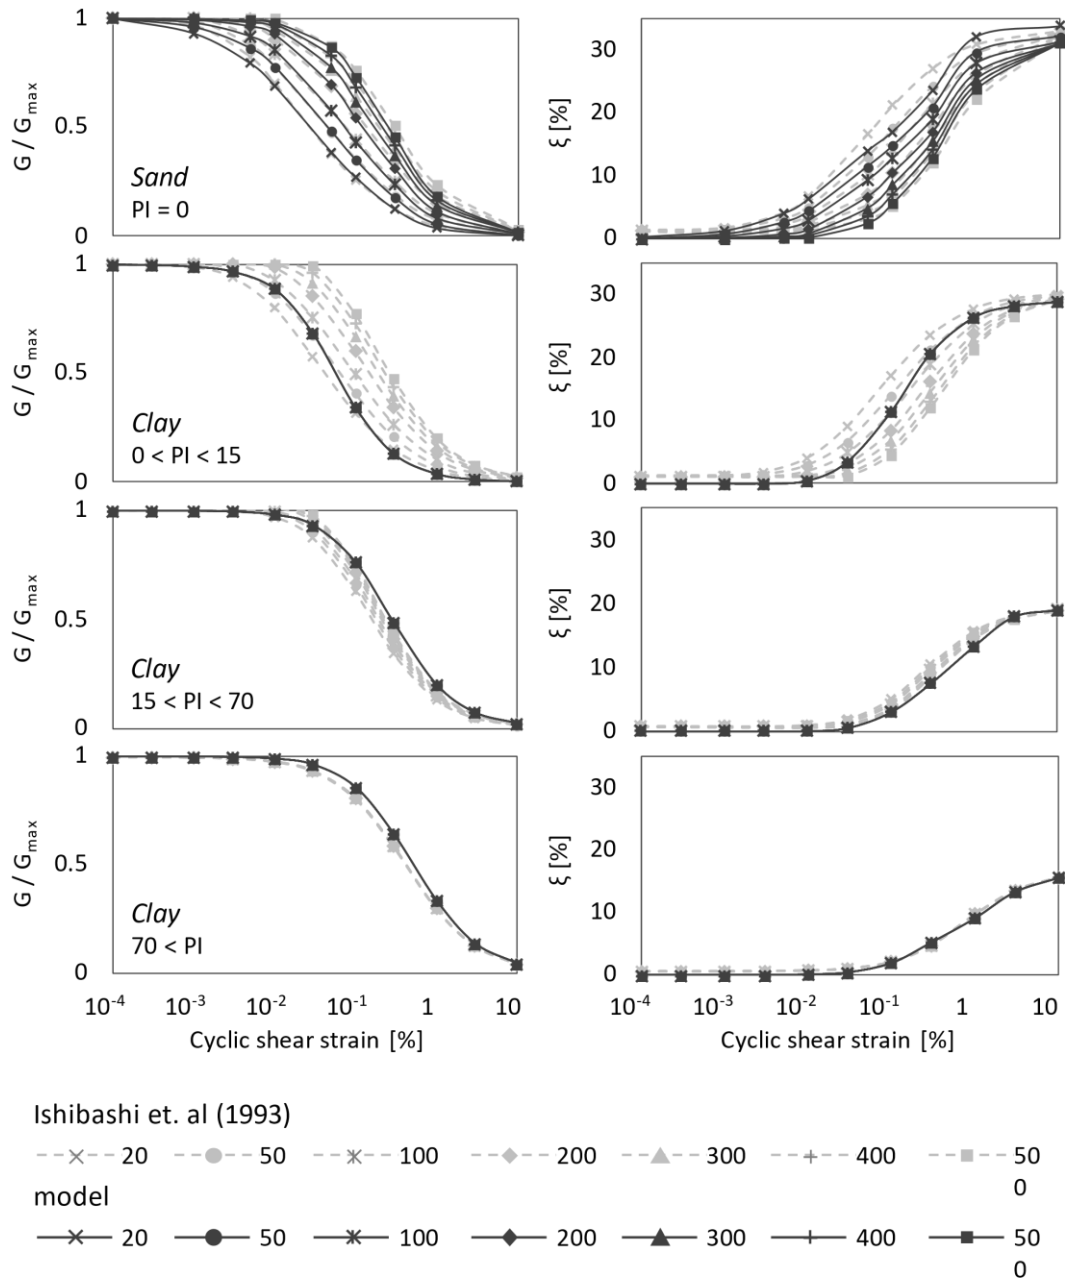 1
0.5
0
G / Gmax
Sand
PI = 0
30
20
10
0
ξ [%]
1
0.5
0
G / Gmax
Clay
0 < PI < 15
30
20
10
0
ξ [%]
1
0.5
0
G / Gmax
Clay
15 < PI < 70
30
20
10
0
ξ [%]
1
0.5
0
G / Gmax
Clay
70 < PI
30
20
10
0
ξ [%]
10-4 10-3 10-2 10-1 1 10
Cyclic shear strain [%]
10-4 10-3 10-2 10-1 1 10
Cyclic shear strain [%]
Ishibashi et. al (1993)
20 50 100 200 300 400 50
0
model
20 50 100 200 300 400 50
0